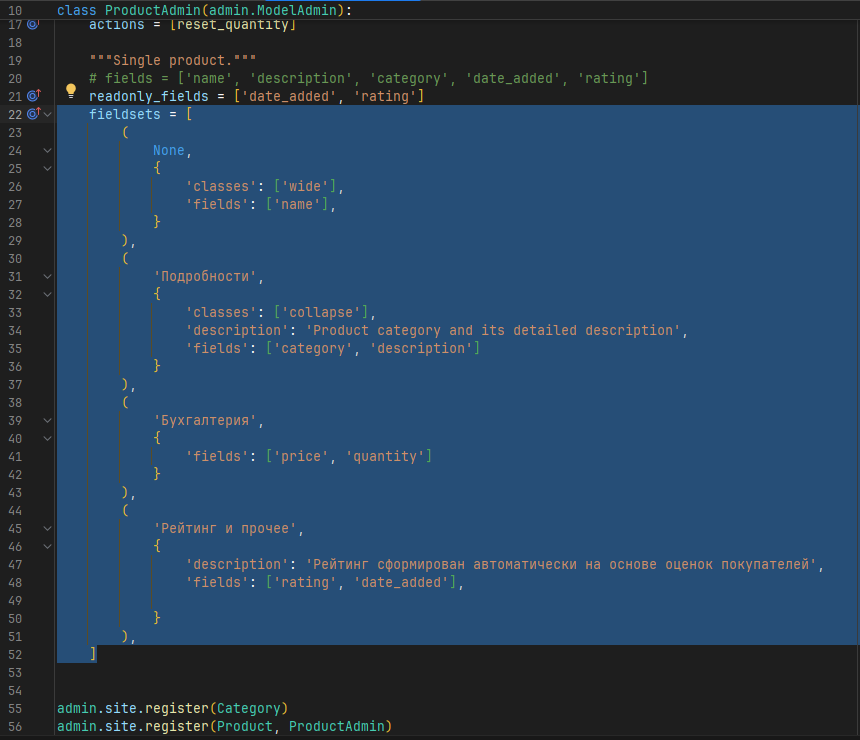 10 class ProductAdmin(admin.ModelAdmin):
17     actions = [reset_quantity]
18
19     """Single product."""
20     # fields = ['name', 'description', 'category', 'date_added', 'rating']
21     readonly_fields = ['date_added', 'rating']
22     fieldsets = [
23         (
24             None,
25             {
26                 'classes': ['wide'],
27                 'fields': ['name'],
28             }
29         ),
30         (
31             'Подробности',
32             {
33                 'classes': ['collapse'],
34                 'description': 'Product category and its detailed description',
35                 'fields': ['category', 'description']
36             }
37         ),
38         (
39             'Бухгалтерия',
40             {
41                 'fields': ['price', 'quantity']
42             }
43         ),
44         (
45             'Рейтинг и прочее',
46             {
47                 'description': 'Рейтинг сформирован автоматически на основе оценок покупателей',
48                 'fields': ['rating', 'date_added'],
49
50             }
51         ),
52     ]
53
54
55 admin.site.register(Category)
56 admin.site.register(Product, ProductAdmin)